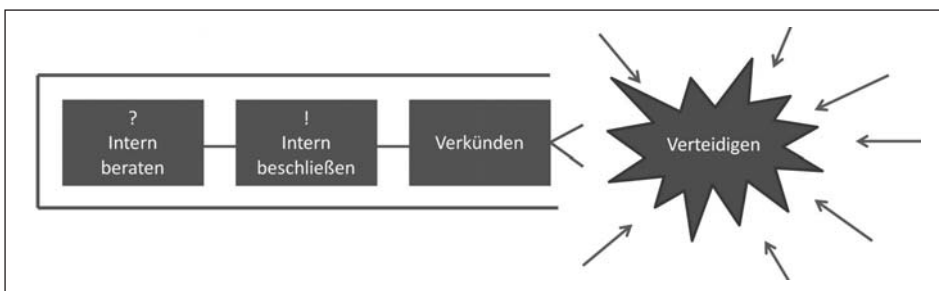 ?
Intern
beraten
!
Intern
beschließen
Verkünden
Verteidigen